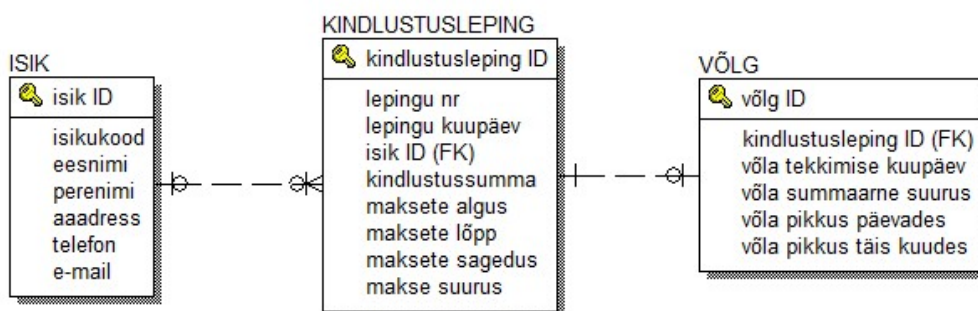 ISIK
isik ID
isikukood
eesnimi
perenimi
aaadress
telefon
e-mail
KINDLUSTUSLEPING
kindlustusleping ID
lepingu nr
lepingu kuupäev
isik ID (FK)
kindlustussumma
maksete algus
maksete lõpp
maksete sagedus
makse suurus
VÕLG
võlg ID
kindlustusleping ID (FK)
võla tekkimise kuupäev
võla summaarne suurus
võla pikkus päevades
võla pikkus täis kuudes